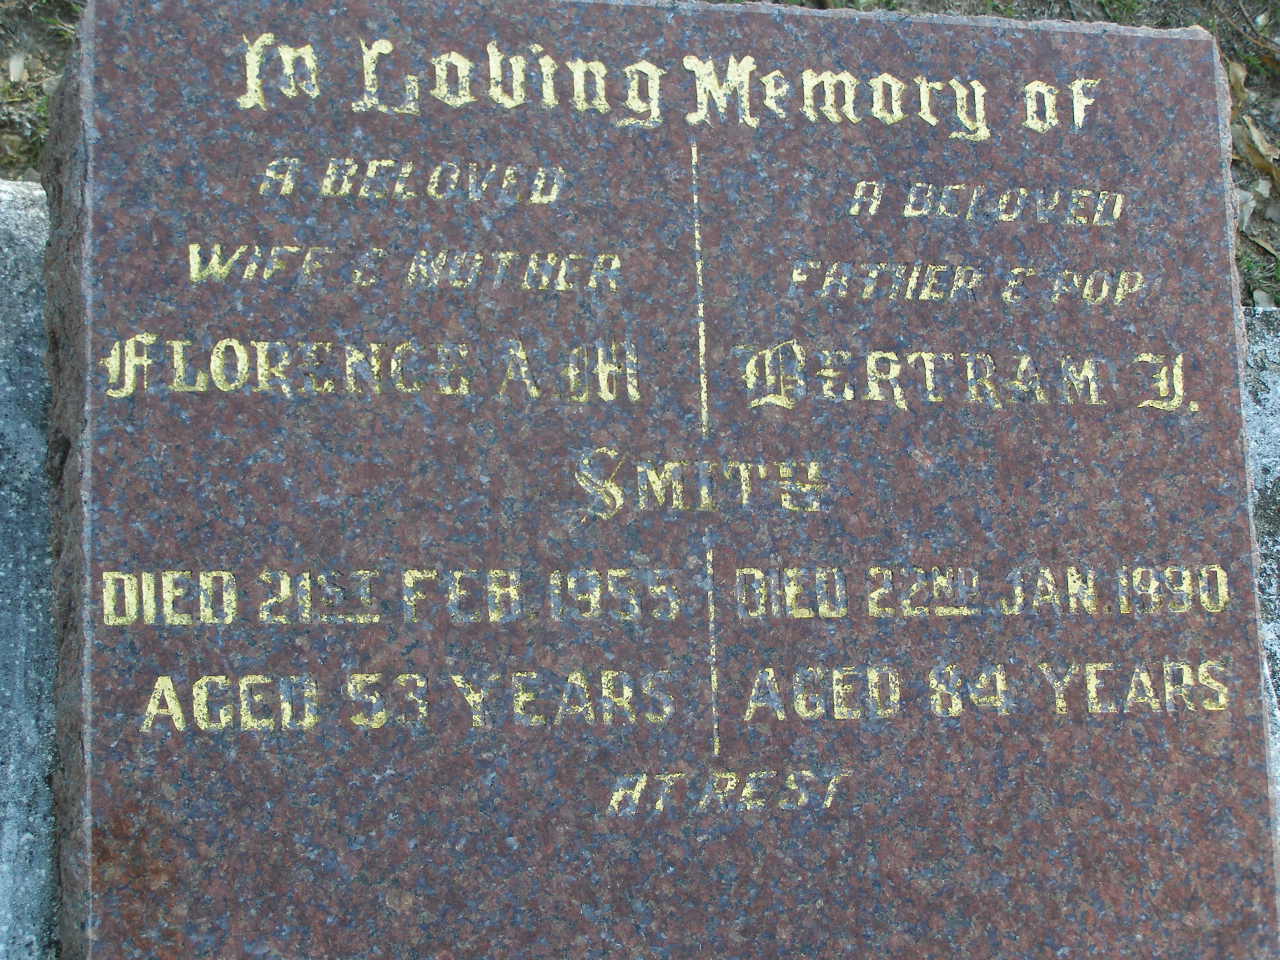 In Loving Memory of
A BELOVED
WIFE & MOTHER
FLORENCE A. M.
A BELOVED
FATHER & POP
BERTRAM J.
SMITH
DIED 21ST FEB. 1955
AGED 53 YEARS
DIED 22ND JAN. 1990
AGED 84 YEARS
AT REST